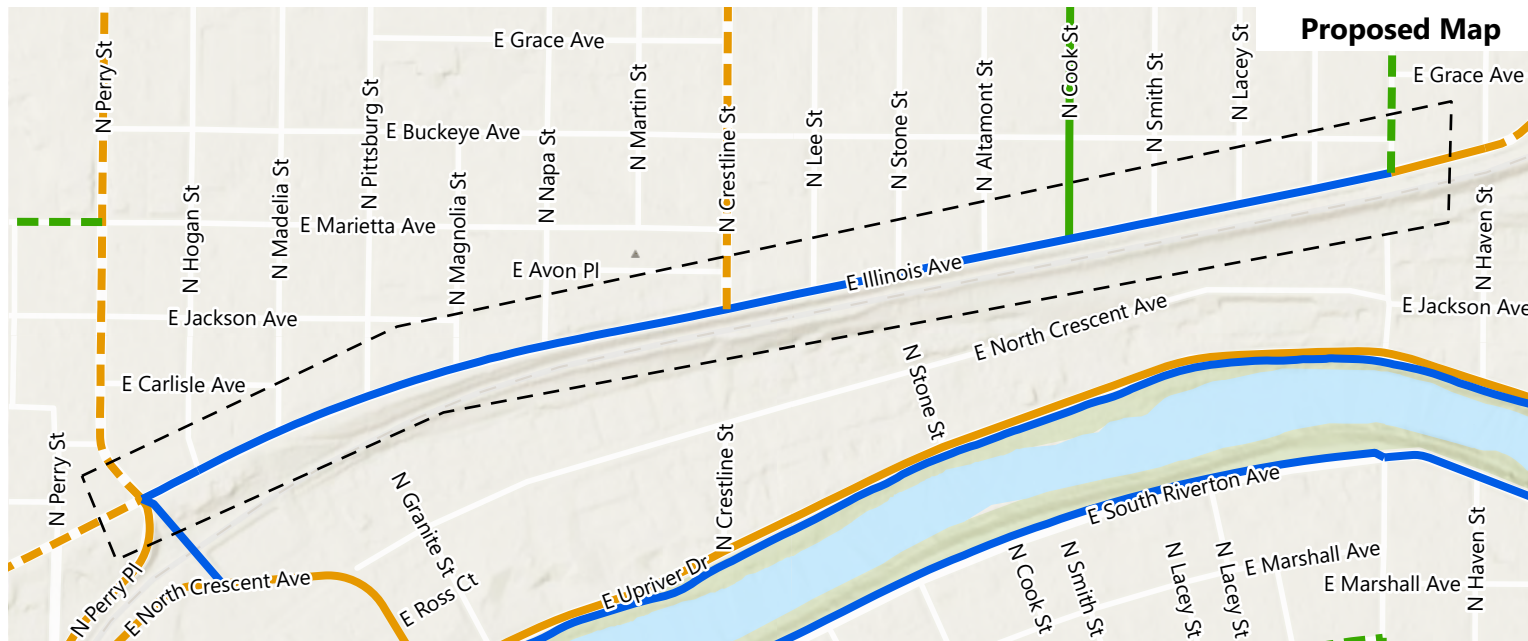 Proposed Map
E Grace Ave
N Perry St
N Pittsburg St
N Martin St
N Crestline St
N Cook St
N Smith St
N Lacey St
E Grace Ave
E Buckeye Ave
N Napa St
N Lee St
N Stone St
N Altamont St
N Hogan St
N Madelia St
N Magnolia St
E Marietta Ave
E Avon Pl
E Illinois Ave
N Haven St
E Jackson Ave
E North Crescent Ave
E Jackson Ave
E Carlisle Ave
N Stone St
N Perry St
N Granite St
N Crestline St
E South Riverton Ave
N Perry Pl
E North Crescent Ave
E Ross Ct
E Upriver Dr
N Cook St
N Smith St
N Lacey St
N Lacey St
E Marshall Ave
E Marshall Ave
N Haven St